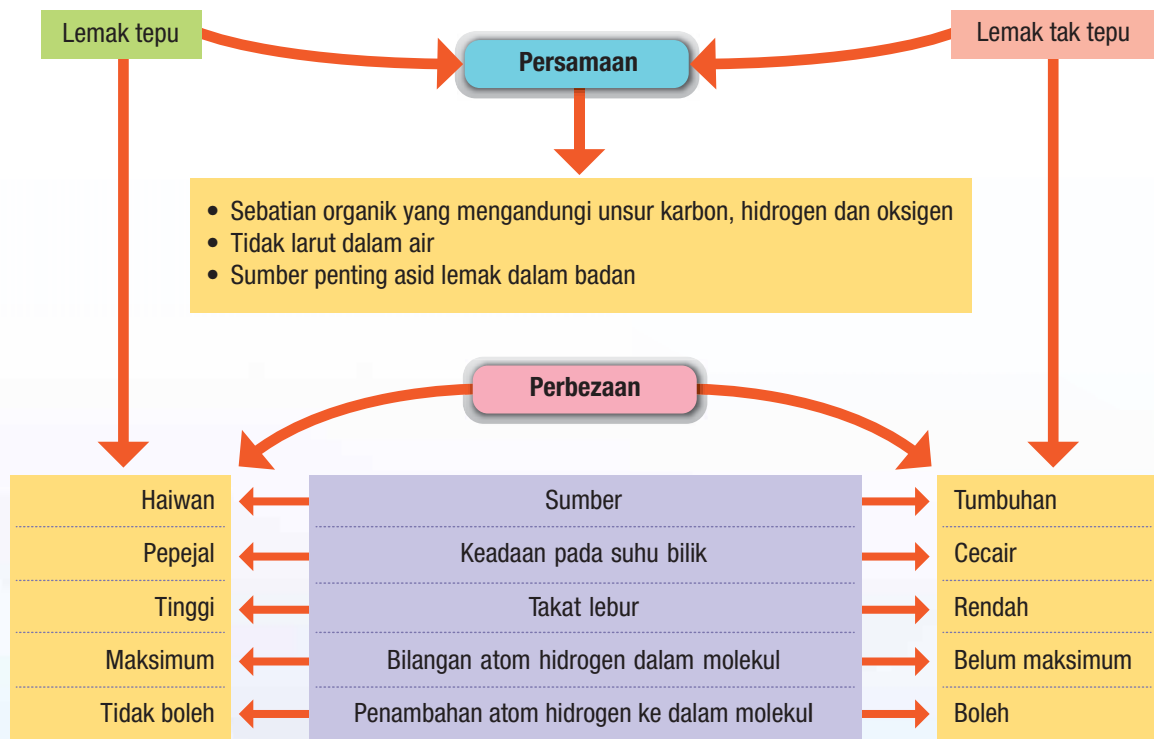 Lemak tepu
Persamaan
Lemak tak tepu
• Sebatian organik yang mengandungi unsur karbon, hidrogen dan oksigen
• Tidak larut dalam air
• Sumber penting asid lemak dalam badan
Perbezaan
Haiwan Sumber Tumbuhan
Pepejal Keadaan pada suhu bilik Cecair
Tinggi Takat lebur Rendah
Maksimum Bilangan atom hidrogen dalam molekul Belum maksimum
Tidak boleh Penambahan atom hidrogen ke dalam molekul Boleh